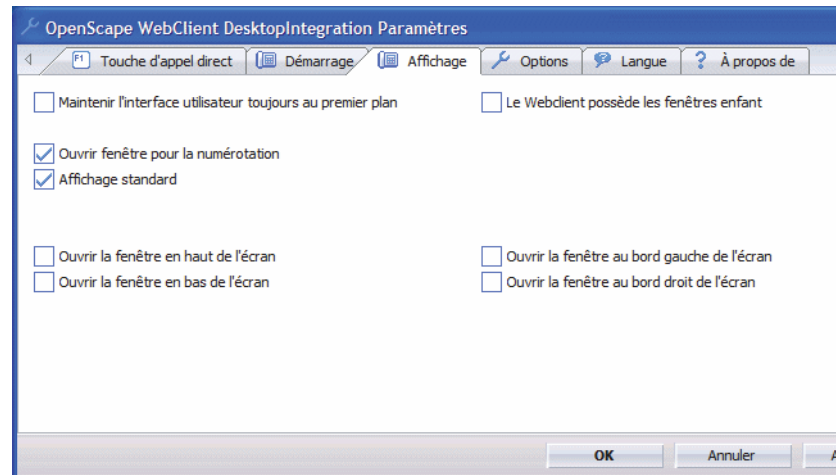 OpenScape WebClient DesktopIntegration Paramètres
F1 Touche d'appel direct Démarrage Affichage Options Langue ? À propos de
Maintenir l'interface utilisateur toujours au premier plan Le Webclient possède les fenêtres enfant
Ouvrir fenêtre pour la numérotation
Affichage standard
Ouvrir la fenêtre en haut de l'écran Ouvrir la fenêtre au bord gauche de l'écran
Ouvrir la fenêtre en bas de l'écran Ouvrir la fenêtre au bord droit de l'écran
OK Annuler